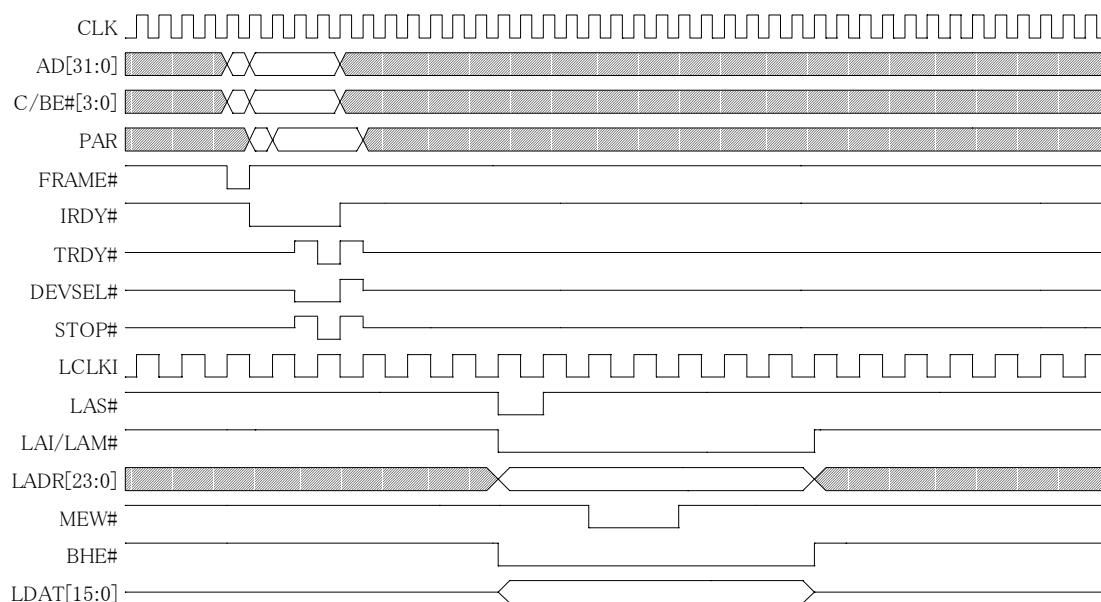 CLK
AD[31:0]
C/BE#[3:0]
PAR
FRAME#
IRDY#
TRDY#
DEVSEL#
STOP#
LCLKI
LAS#
LAI/LAM#
LADR[23:0]
MEW#
BHE#
LDAT[15:0]